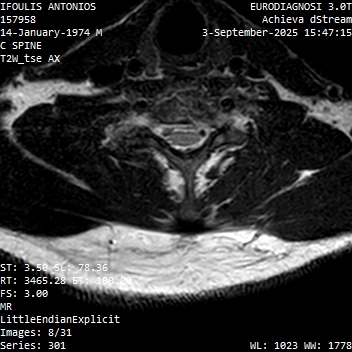 IFOULIS ANTONIOS
157958
14-January-1974 M
C SPINE
T2W_tse AX
EURODIAGNOSI 3.0T
Achieva dStream
3-September-2025 15:47:15
ST: 3.50 SL: 78.36
RT: 3465.28 ET:
FS: 3.00
MR
LittleEndianExplicit
Images: 8/31
Series: 301
WL: 1023 WW: 1778